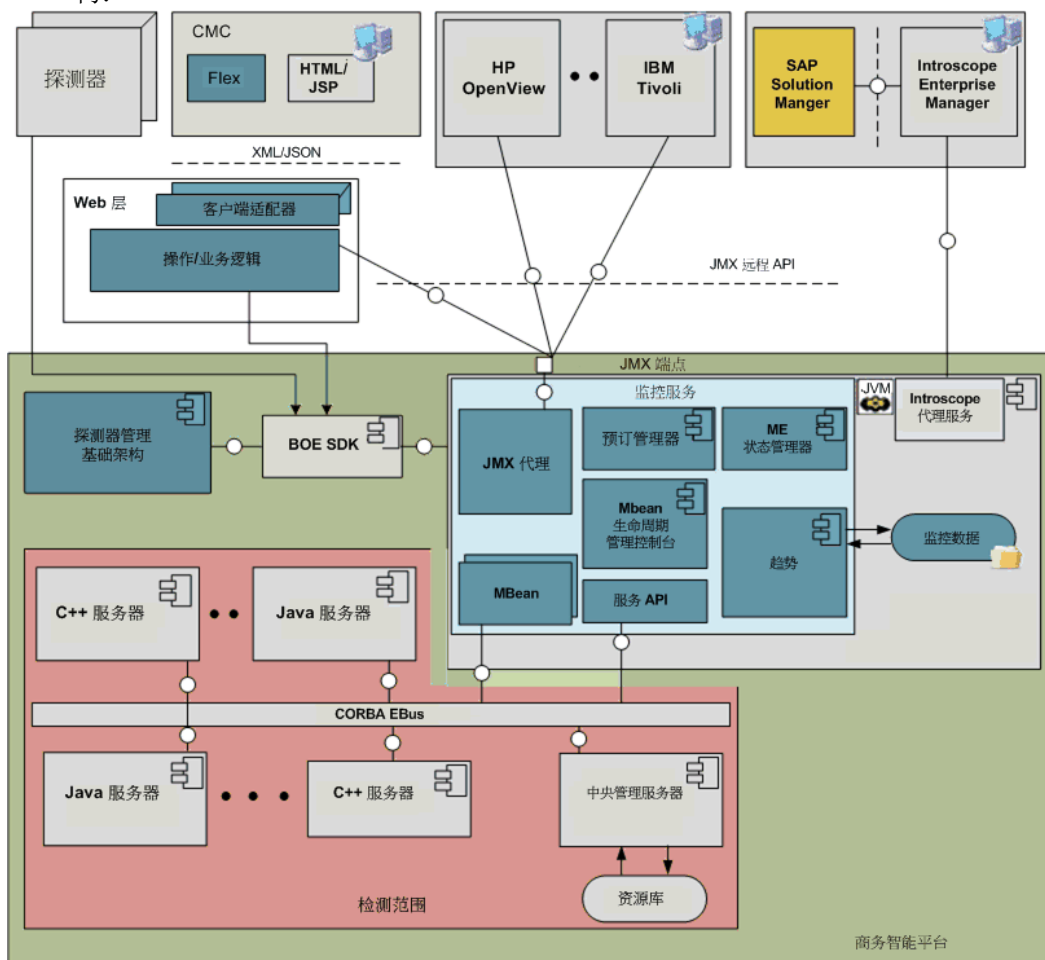 探测器
CMC
Flex
HTML/
JSP
HP
OpenView
IBM
Tivoli
SAP
Solution
Manger
Introscope
Enterprise
Manager
XML/JSON
Web 层
客户端适配器
操作/业务逻辑
JMX 远程 API
JMX 端点
监控服务
JVM
Introscope
代理服务
探测器管理
基础架构
BOE SDK
JMX 代理
预订管理器
ME
状态管理器
Mbean
生命周期
管理控制台
趋势
监控数据
MBean
服务 API
C++ 服务器
Java 服务器
CORBA EBus
Java 服务器
C++ 服务器
中央管理服务器
资源库
检测范围
商务智能平台